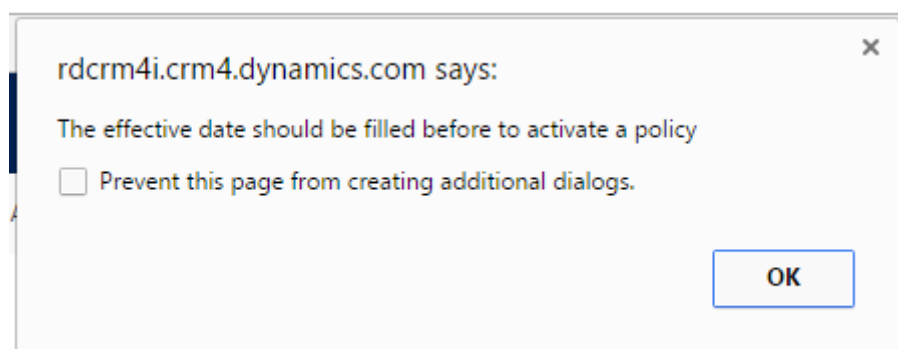 rdcrm4i.crm4.dynamics.com says:
The effective date should be filled before to activate a policy
Prevent this page from creating additional dialogs.
OK